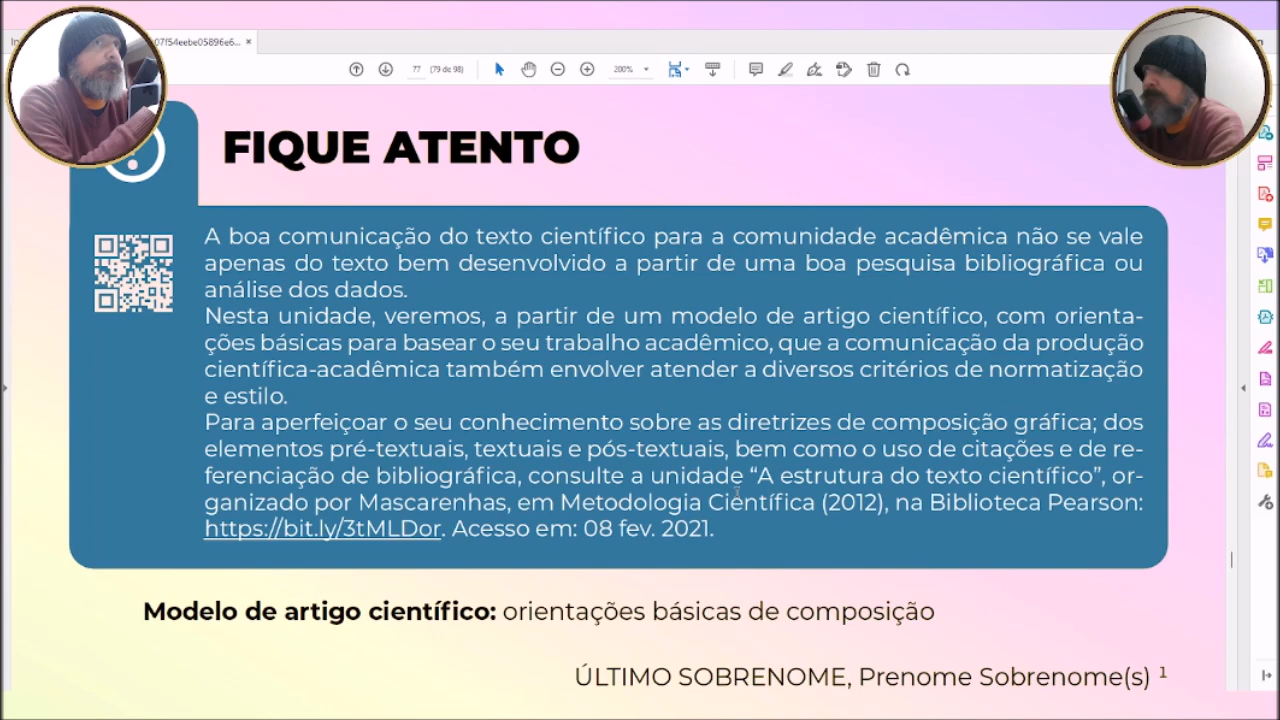 07f54eebe05896e6... ×
77 (79 de 98) 200%
FIQUE ATENTO
A boa comunicação do texto científico para a comunidade acadêmica não se vale
apenas do texto bem desenvolvido a partir de uma boa pesquisa bibliográfica ou
análise dos dados.
Nesta unidade, veremos, a partir de um modelo de artigo científico, com orienta-
ções básicas para basear o seu trabalho acadêmico, que a comunicação da produção
científica-acadêmica também envolver atender a diversos critérios de normatização
e estilo.
Para aperfeiçoar o seu conhecimento sobre as diretrizes de composição gráfica; dos
elementos pré-textuais, textuais e pós-textuais, bem como o uso de citações e de re-
ferenciação de bibliográfica, consulte a unidade “A estrutura do texto científico”, or-
ganizado por Mascarenhas, em Metodologia Científica (2012), na Biblioteca Pearson:
https://bit.ly/3tMLDor. Acesso em: 08 fev. 2021.
Modelo de artigo científico: orientações básicas de composição
ÚLTIMO SOBRENOME, Prenome Sobrenome(s) ¹